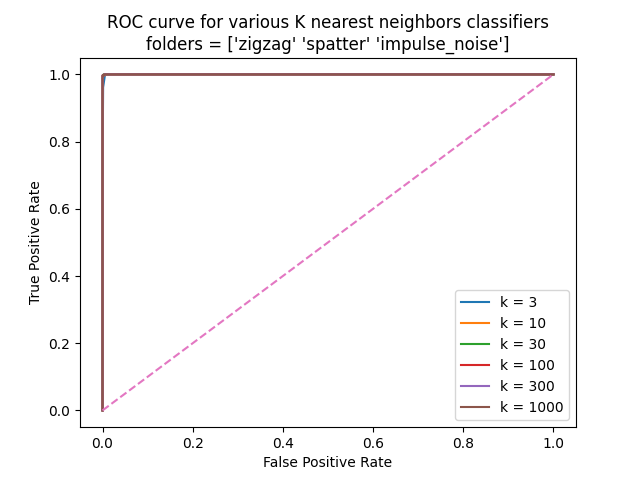 ROC curve for various K nearest neighbors classifiers
folders = ['zigzag' 'spatter' 'impulse_noise']
1.0
0.8
0.6
0.4
0.2
0.0
True Positive Rate
k = 3
k = 10
k = 30
k = 100
k = 300
k = 1000
0.0 0.2 0.4 0.6 0.8 1.0
False Positive Rate